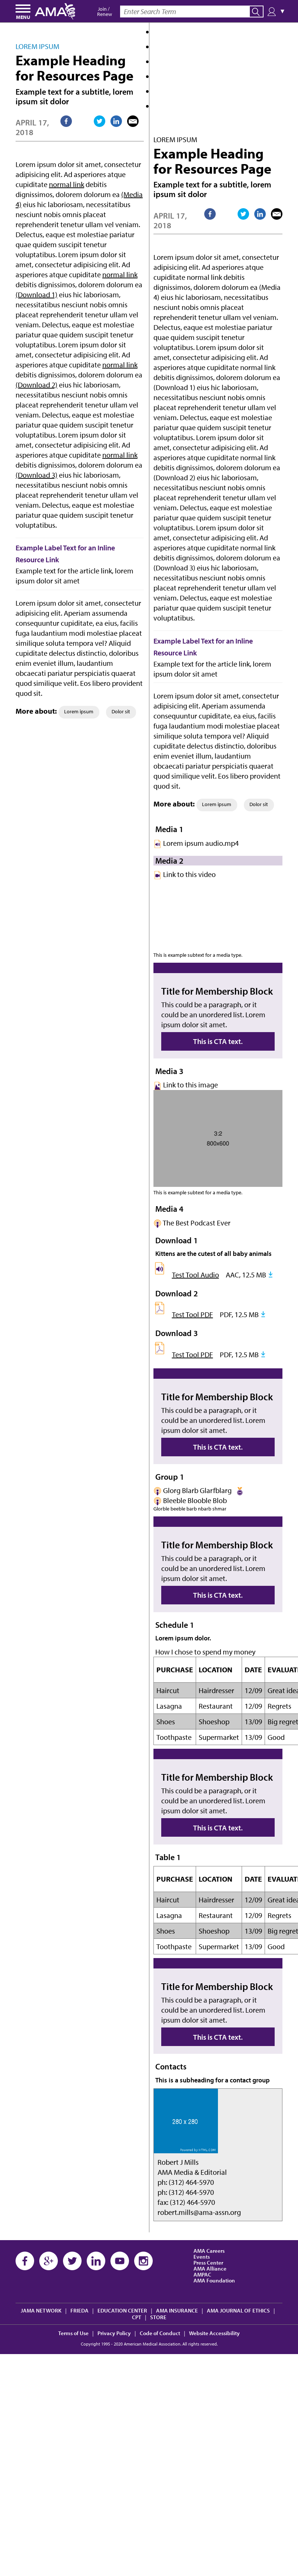 MENU
AMA
Join /
Renew
Enter Search Term
LOREM IPSUM
Example Heading
for Resources Page
Example text for a subtitle, lorem
ipsum sit dolor
APRIL 17,
2018
Lorem ipsum dolor sit amet, consectetur
adipisicing elit. Ad asperiores atque
cupiditate normal link debitis
dignissimos, dolorem dolorum ea (Media
4) eius hic laboriosam, necessitatibus
nesciunt nobis omnis placeat
reprehenderit tenetur ullam vel veniam.
Delectus, eaque est molestiae pariatur
quae quidem suscipit tenetur
voluptatibus. Lorem ipsum dolor sit
amet, consectetur adipisicing elit. Ad
asperiores atque cupiditate normal link
debitis dignissimos, dolorem dolorum ea
(Download 1) eius hic laboriosam,
necessitatibus nesciunt nobis omnis
placeat reprehenderit tenetur ullam vel
veniam. Delectus, eaque est molestiae
pariatur quae quidem suscipit tenetur
voluptatibus. Lorem ipsum dolor sit
amet, consectetur adipisicing elit. Ad
asperiores atque cupiditate normal link
debitis dignissimos, dolorem dolorum ea
(Download 2) eius hic laboriosam,
necessitatibus nesciunt nobis omnis
placeat reprehenderit tenetur ullam vel
veniam. Delectus, eaque est molestiae
pariatur quae quidem suscipit tenetur
voluptatibus. Lorem ipsum dolor sit
amet, consectetur adipisicing elit. Ad
asperiores atque cupiditate normal link
debitis dignissimos, dolorem dolorum ea
(Download 3) eius hic laboriosam,
necessitatibus nesciunt nobis omnis
placeat reprehenderit tenetur ullam vel
veniam. Delectus, eaque est molestiae
pariatur quae quidem suscipit tenetur
voluptatibus.
Example Label Text for an Inline
Resource Link
Example text for the article link, lorem
ipsum dolor sit amet
Lorem ipsum dolor sit amet, consectetur
adipisicing elit. Aperiam assumenda
consequuntur cupiditate, ea eius, facilis
fuga laudantium modi molestiae placeat
similique soluta tempora vel? Aliquid
cupiditate delectus distinctio, doloribus
enim eveniet illum, laudantium
obcaecati pariatur perspiciatis quaerat
quod similique velit. Eos libero provident
quod sit.
More about: Lorem ipsum Dolor sit
LOREM IPSUM
Example Heading
for Resources Page
Example text for a subtitle, lorem
ipsum sit dolor
APRIL 17,
2018
Lorem ipsum dolor sit amet, consectetur
adipisicing elit. Ad asperiores atque
cupiditate normal link debitis
dignissimos, dolorem dolorum ea (Media
4) eius hic laboriosam, necessitatibus
nesciunt nobis omnis placeat
reprehenderit tenetur ullam vel veniam.
Delectus, eaque est molestiae pariatur
quae quidem suscipit tenetur
voluptatibus. Lorem ipsum dolor sit
amet, consectetur adipisicing elit. Ad
asperiores atque cupiditate normal link
debitis dignissimos, dolorem dolorum ea
(Download 1) eius hic laboriosam,
necessitatibus nesciunt nobis omnis
placeat reprehenderit tenetur ullam vel
veniam. Delectus, eaque est molestiae
pariatur quae quidem suscipit tenetur
voluptatibus. Lorem ipsum dolor sit
amet, consectetur adipisicing elit. Ad
asperiores atque cupiditate normal link
debitis dignissimos, dolorem dolorum ea
(Download 2) eius hic laboriosam,
necessitatibus nesciunt nobis omnis
placeat reprehenderit tenetur ullam vel
veniam. Delectus, eaque est molestiae
pariatur quae quidem suscipit tenetur
voluptatibus. Lorem ipsum dolor sit
amet, consectetur adipisicing elit. Ad
asperiores atque cupiditate normal link
debitis dignissimos, dolorem dolorum ea
(Download 3) eius hic laboriosam,
necessitatibus nesciunt nobis omnis
placeat reprehenderit tenetur ullam vel
veniam. Delectus, eaque est molestiae
pariatur quae quidem suscipit tenetur
voluptatibus.
Example Label Text for an Inline
Resource Link
Example text for the article link, lorem
ipsum dolor sit amet
Lorem ipsum dolor sit amet, consectetur
adipisicing elit. Aperiam assumenda
consequuntur cupiditate, ea eius, facilis
fuga laudantium modi molestiae placeat
similique soluta tempora vel? Aliquid
cupiditate delectus distinctio, doloribus
enim eveniet illum, laudantium
obcaecati pariatur perspiciatis quaerat
quod similique velit. Eos libero provident
quod sit.
More about: Lorem ipsum Dolor sit
Media 1
Lorem ipsum audio.mp4
Media 2
Link to this video
This is example subtext for a media type.
Title for Membership Block
This could be a paragraph, or it
could be an unordered list. Lorem
ipsum dolor sit amet.
This is CTA text.
Media 3
Link to this image
3:2
800x600
This is example subtext for a media type.
Media 4
The Best Podcast Ever
Download 1
Kittens are the cutest of all baby animals
Test Tool Audio AAC, 12.5 MB
Download 2
Test Tool PDF PDF, 12.5 MB
Download 3
Test Tool PDF PDF, 12.5 MB
Title for Membership Block
This could be a paragraph, or it
could be an unordered list. Lorem
ipsum dolor sit amet.
This is CTA text.
Group 1
Glorg Blarb Glarfblarg
Bleeble Blooble Blob
Glorble beeble barb nbarb shmar
Title for Membership Block
This could be a paragraph, or it
could be an unordered list. Lorem
ipsum dolor sit amet.
This is CTA text.
Schedule 1
Lorem ipsum dolor.
How I chose to spend my money
PURCHASE LOCATION DATE EVALUAT
Haircut Hairdresser 12/09 Great idea
Lasagna Restaurant 12/09 Regrets
Shoes Shoeshop 13/09 Big regret
Toothpaste Supermarket 13/09 Good
Title for Membership Block
This could be a paragraph, or it
could be an unordered list. Lorem
ipsum dolor sit amet.
This is CTA text.
Table 1
PURCHASE LOCATION DATE EVALUAT
Haircut Hairdresser 12/09 Great idea
Lasagna Restaurant 12/09 Regrets
Shoes Shoeshop 13/09 Big regret
Toothpaste Supermarket 13/09 Good
Title for Membership Block
This could be a paragraph, or it
could be an unordered list. Lorem
ipsum dolor sit amet.
This is CTA text.
Contacts
This is a subheading for a contact group
280 x 280
Robert J Mills
AMA Media & Editorial
ph: (312) 464-5970
ph: (312) 464-5970
fax: (312) 464-5970
robert.mills@ama-assn.org
AMA Careers
Events
Press Center
AMA Alliance
AMPAC
AMA Foundation
JAMA NETWORK | FRIEDA | EDUCATION CENTER | AMA INSURANCE | AMA JOURNAL OF ETHICS |
CPT | STORE
Terms of Use | Privacy Policy | Code of Conduct | Website Accessibility
Copyright 1995 - 2020 American Medical Association. All rights reserved.